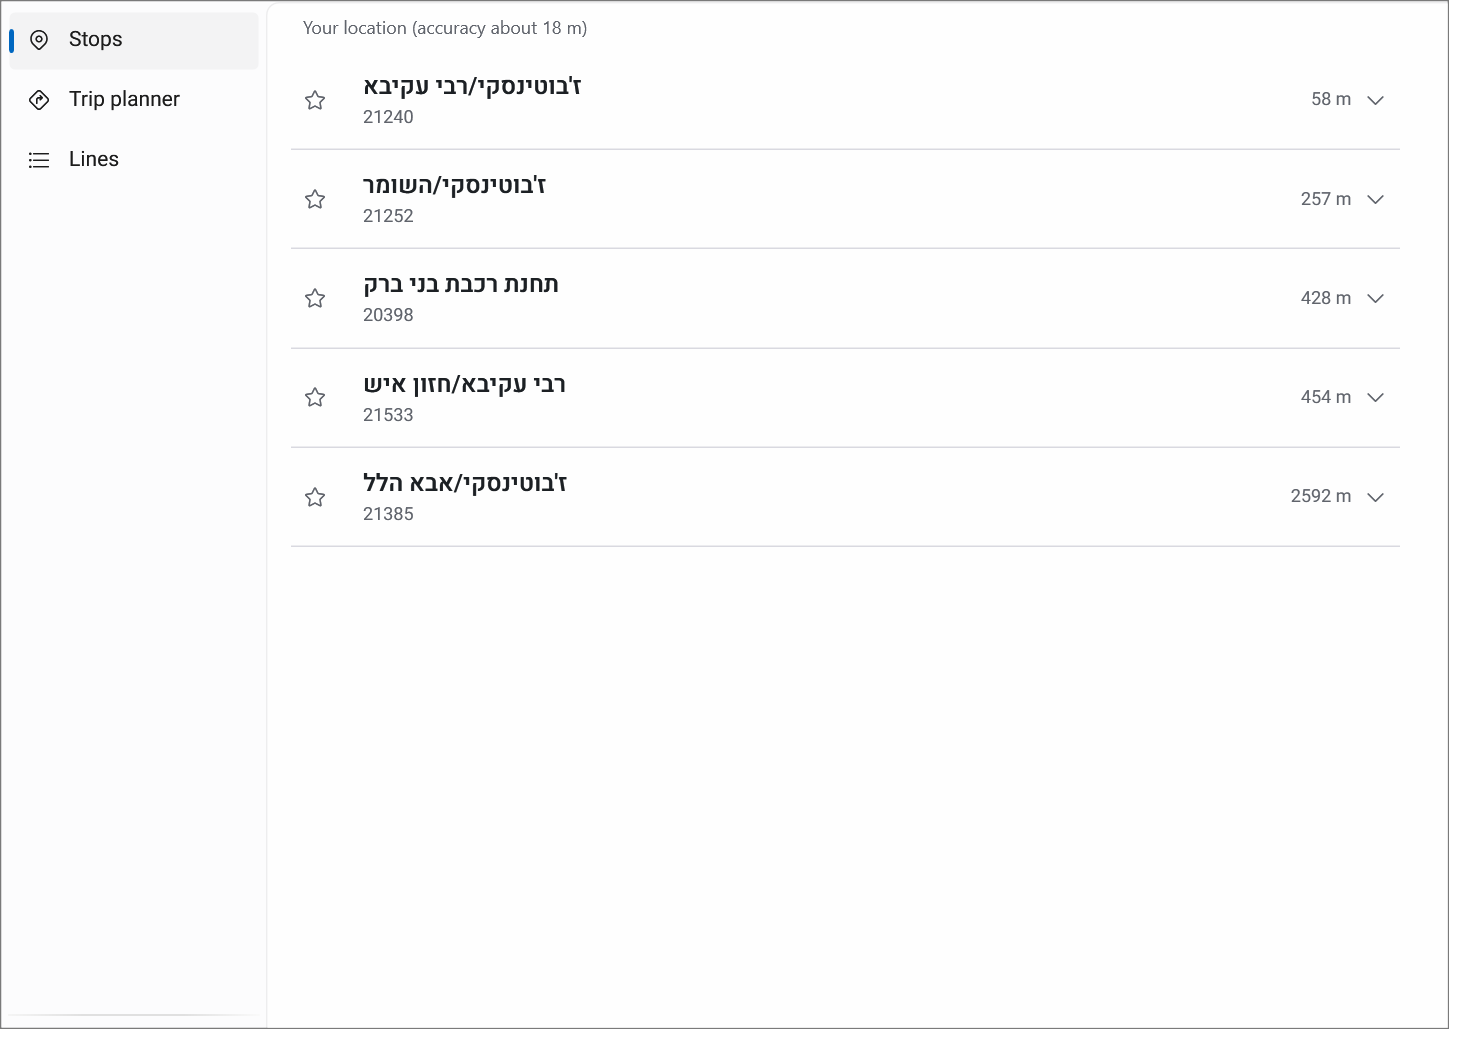 Stops
Trip planner
Lines
Your location (accuracy about 18 m)
ז'בוטינסקי/רבי עקיבא
21240
58 m
ז'בוטינסקי/השומר
21252
257 m
תחנת רכבת בני ברק
20398
428 m
רבי עקיבא/חזון איש
21533
454 m
ז'בוטינסקי/אבא הלל
21385
2592 m